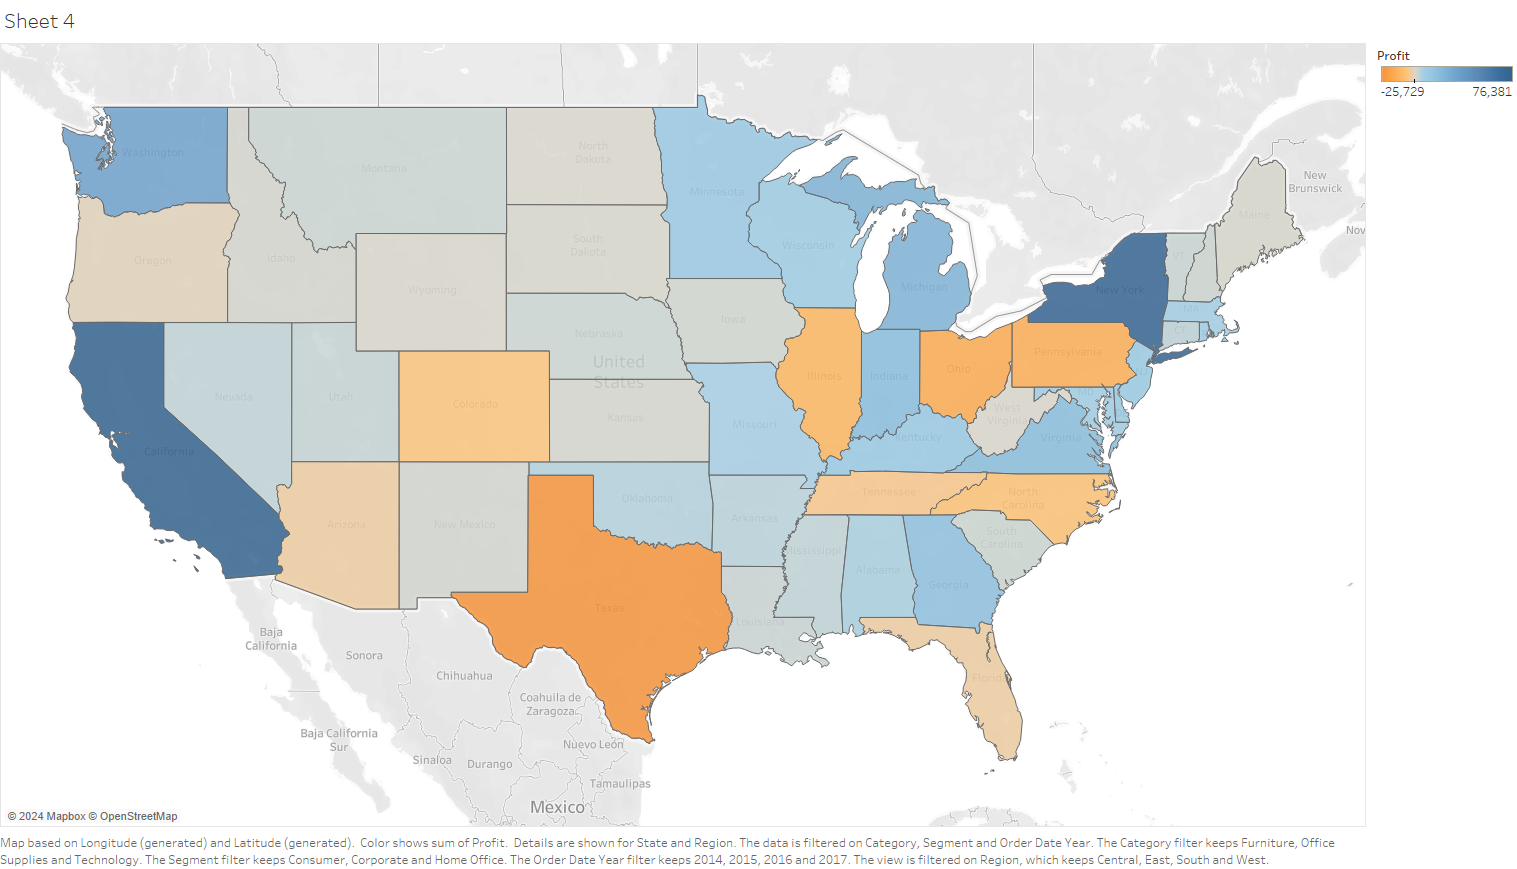 Sheet 4
Profit
-25,729
76,381
Washington
Montana
North
Dakota
Minnesota
Maine
New
Brunswick
Nov
Oregon
Idaho
South
Dakota
Wisconsin
VT
Wyoming
Michigan
New York
MA
Iowa
CT
Nebraska
United
States
Pennsylvania
Illinois
Indiana
Ohio
NJ
Nevada
Utah
Colorado
Kansas
Missouri
West
Virginia
MD
California
Kentucky
Virginia
Arizona
New Mexico
Oklahoma
Arkansas
Tennessee
North
Carolina
South
Carolina
Mississippi
Alabama
Georgia
Texas
Louisiana
Florida
Baja
California
Sonora
Chihuahua
Coahuila de
Zaragoza
Baja California
Sur
Sinaloa
Durango
Nuevo León
Tamaulipas
Mexico
© 2024 Mapbox © OpenStreetMap
Map based on Longitude (generated) and Latitude (generated).  Color shows sum of Profit.  Details are shown for State and Region. The data is filtered on Category, Segment and Order Date Year. The Category filter keeps Furniture, Office
Supplies and Technology. The Segment filter keeps Consumer, Corporate and Home Office. The Order Date Year filter keeps 2014, 2015, 2016 and 2017. The view is filtered on Region, which keeps Central, East, South and West.